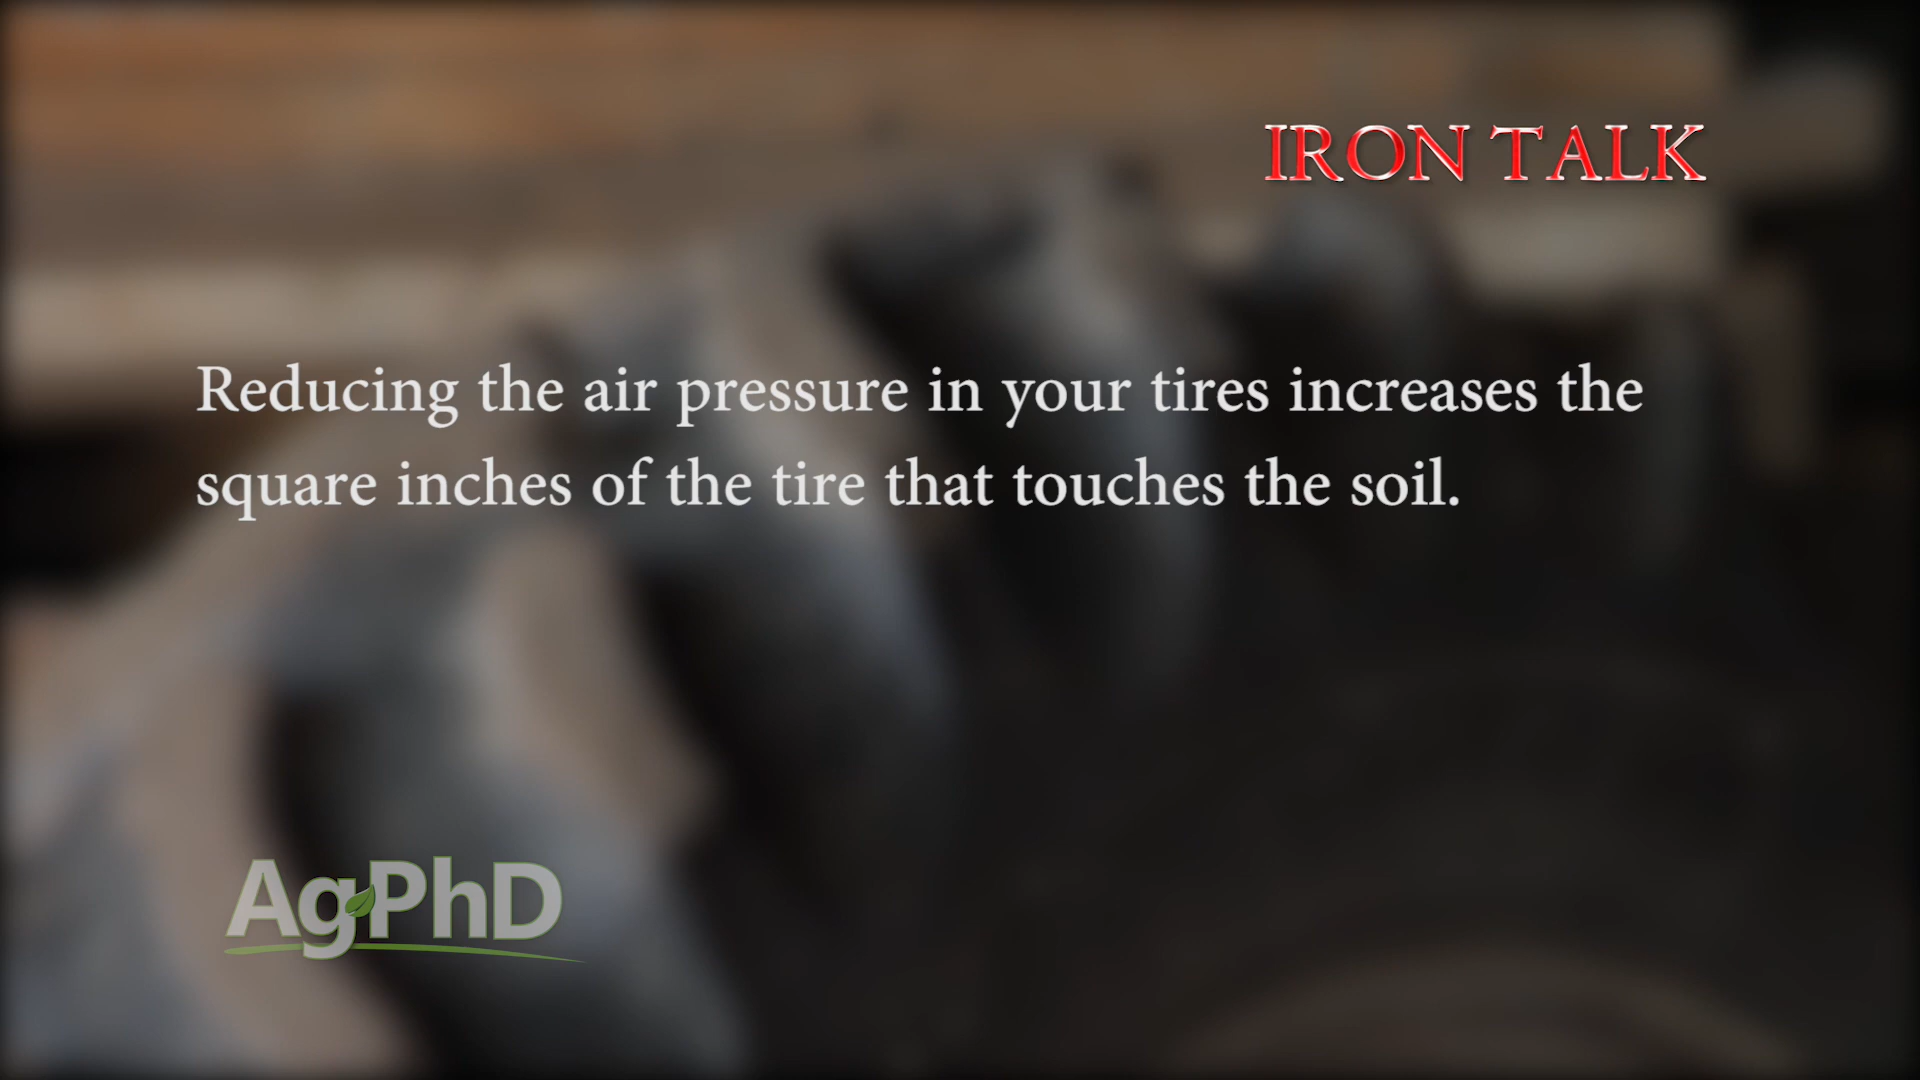 IRON TALK
Reducing the air pressure in your tires increases the
square inches of the tire that touches the soil.
AgPhD